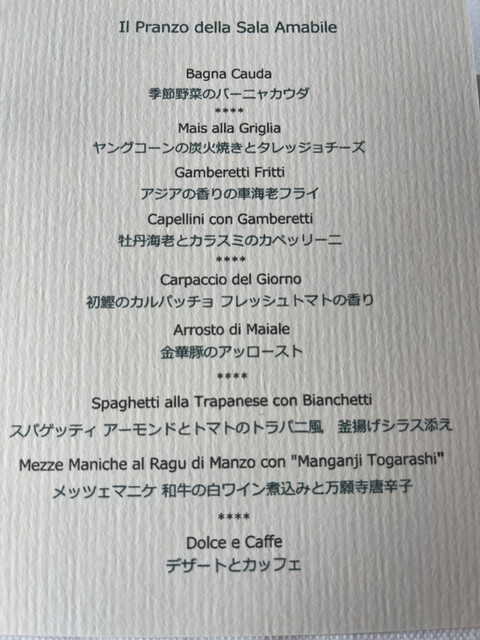 Il Pranzo della Sala Amabile
Bagna Cauda
季節野菜のバーニャカウダ
****
Mais alla Griglia
ヤングコーンの炭火焼きとタレッジョチーズ
Gamberetti Fritti
アジアの香りの車海老フライ
Capellini con Gamberetti
牡丹海老とカラスミのカペッリーニ
****
Carpaccio del Giorno
初鰹のカルパッチョ フレッシュトマトの香り
Arrosto di Maiale
金華豚のアッロースト
****
Spaghetti alla Trapanese con Bianchetti
スパゲッティ アーモンドとトマトのトラパニ風　釜揚げシラス添え
Mezze Maniche al Ragu di Manzo con "Manganji Togarashi"
メッツェマニケ 和牛の白ワイン煮込みと万願寺唐辛子
****
Dolce e Caffe
デザートとカッフェ